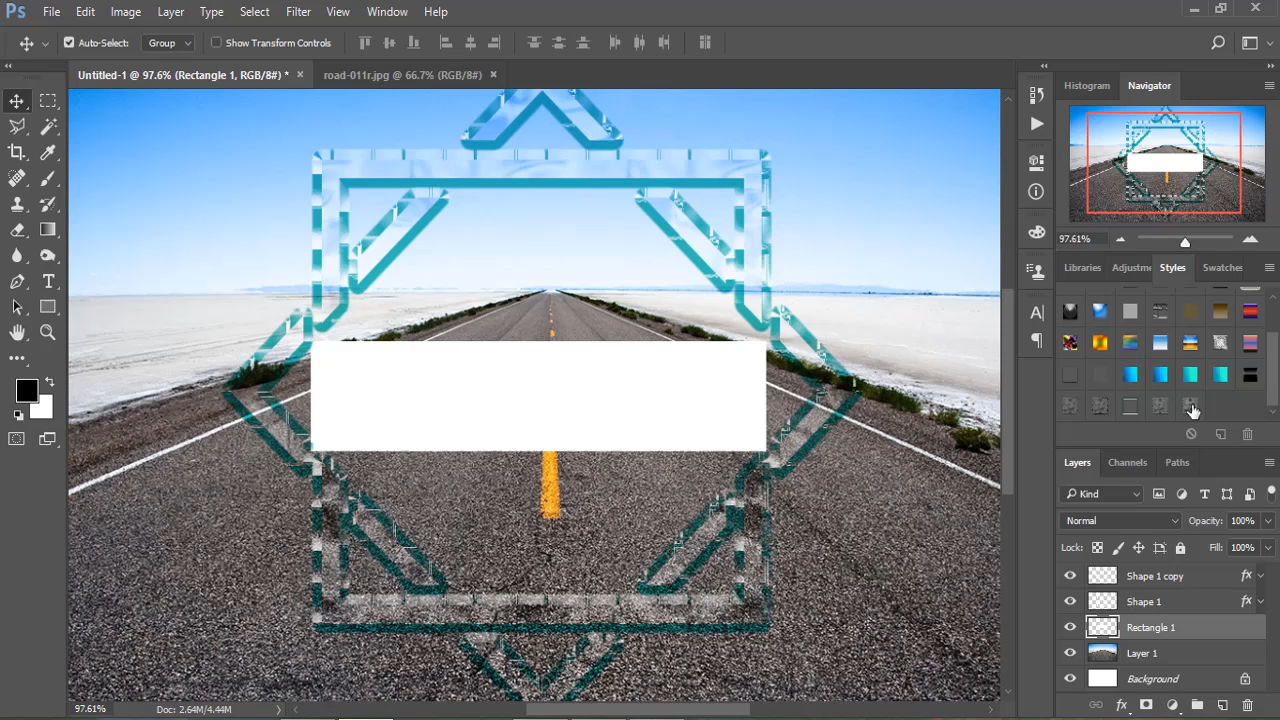 Ps File Edit Image Layer Type Select Filter View Window Help
Auto-Select: Group Show Transform Controls
Untitled-1 @ 97.6% (Rectangle 1, RGB/8#) * × road-011r.jpg @ 66.7% (RGB/8#) ×
Histogram Navigator
97.61%
Libraries Adjustme Styles Swatches
Layers Channels Paths
Kind
Normal Opacity: 100%
Lock: Fill: 100%
Shape 1 copy fx
Shape 1 fx
Rectangle 1
Layer 1
Background
97.61% Doc: 2.64M/4.44M
fx